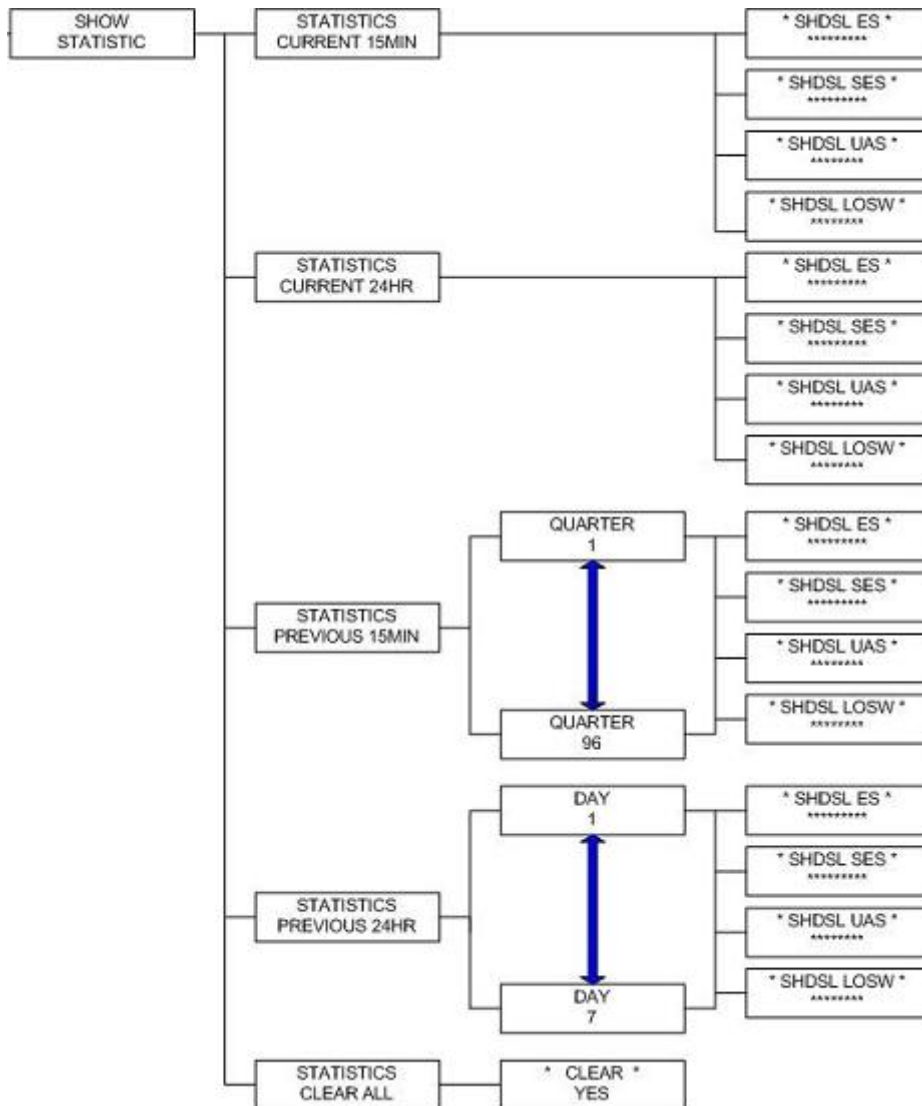 SHOW
STATISTIC
STATISTICS
CURRENT 15MIN
* SHDSL ES *
*********
* SHDSL SES *
*********
* SHDSL UAS *
********
* SHDSL LOSW *
********
STATISTICS
CURRENT 24HR
* SHDSL ES *
*********
* SHDSL SES *
*********
* SHDSL UAS *
********
* SHDSL LOSW *
********
STATISTICS
PREVIOUS 15MIN
QUARTER
1
QUARTER
96
* SHDSL ES *
*********
* SHDSL SES *
*********
* SHDSL UAS *
********
* SHDSL LOSW *
********
STATISTICS
PREVIOUS 24HR
DAY
1
DAY
7
* SHDSL ES *
*********
* SHDSL SES *
*********
* SHDSL UAS *
********
* SHDSL LOSW *
********
STATISTICS
CLEAR ALL
* CLEAR *
YES